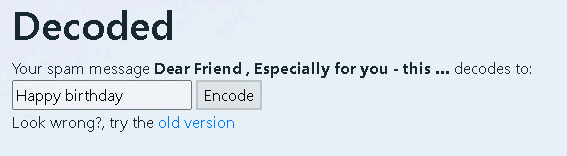 Decoded
Your spam message Dear Friend , Especially for you - this ... decodes to:
Happy birthday Encode
Look wrong?, try the old version